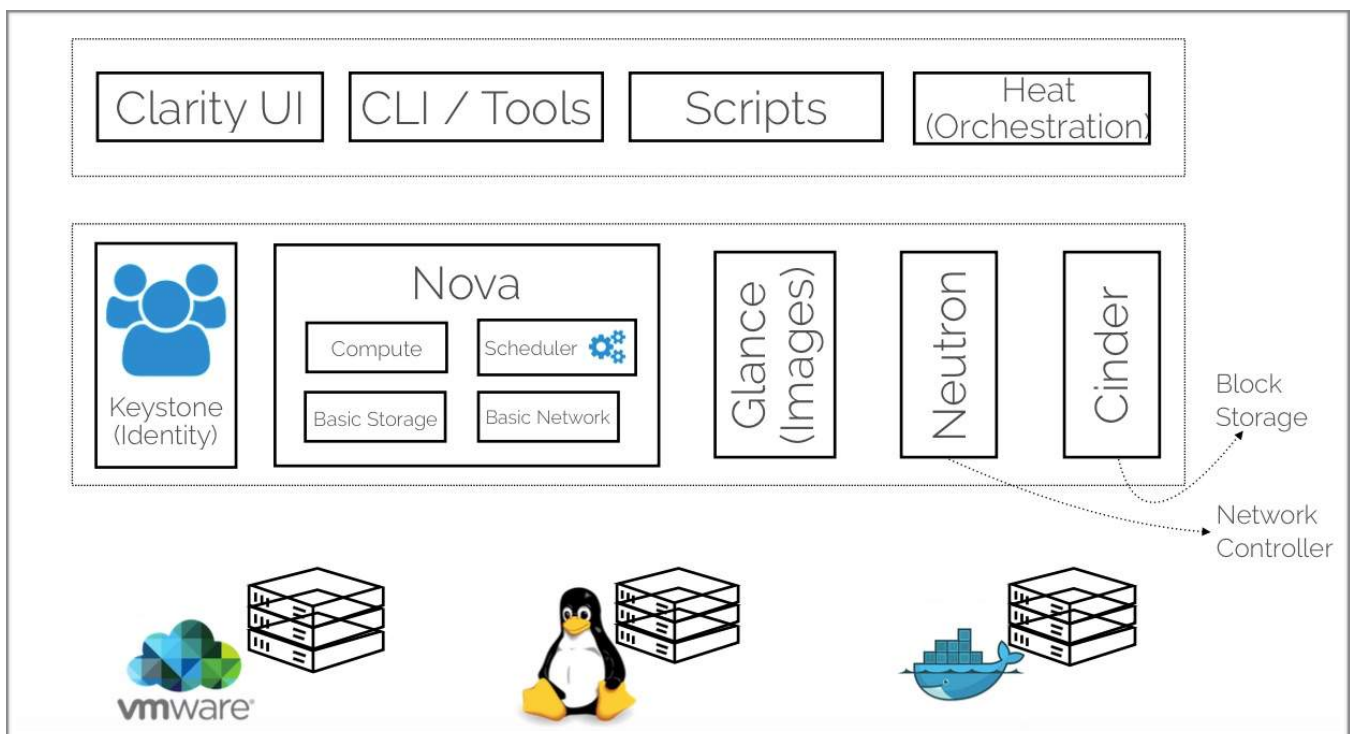 Clarity UI
CLI / Tools
Scripts
Heat
(Orchestration)
Keystone
(Identity)
Nova
Compute
Scheduler
Basic Storage
Basic Network
Glance
(Images)
Neutron
Cinder
Block
Storage
Network
Controller
vmware®